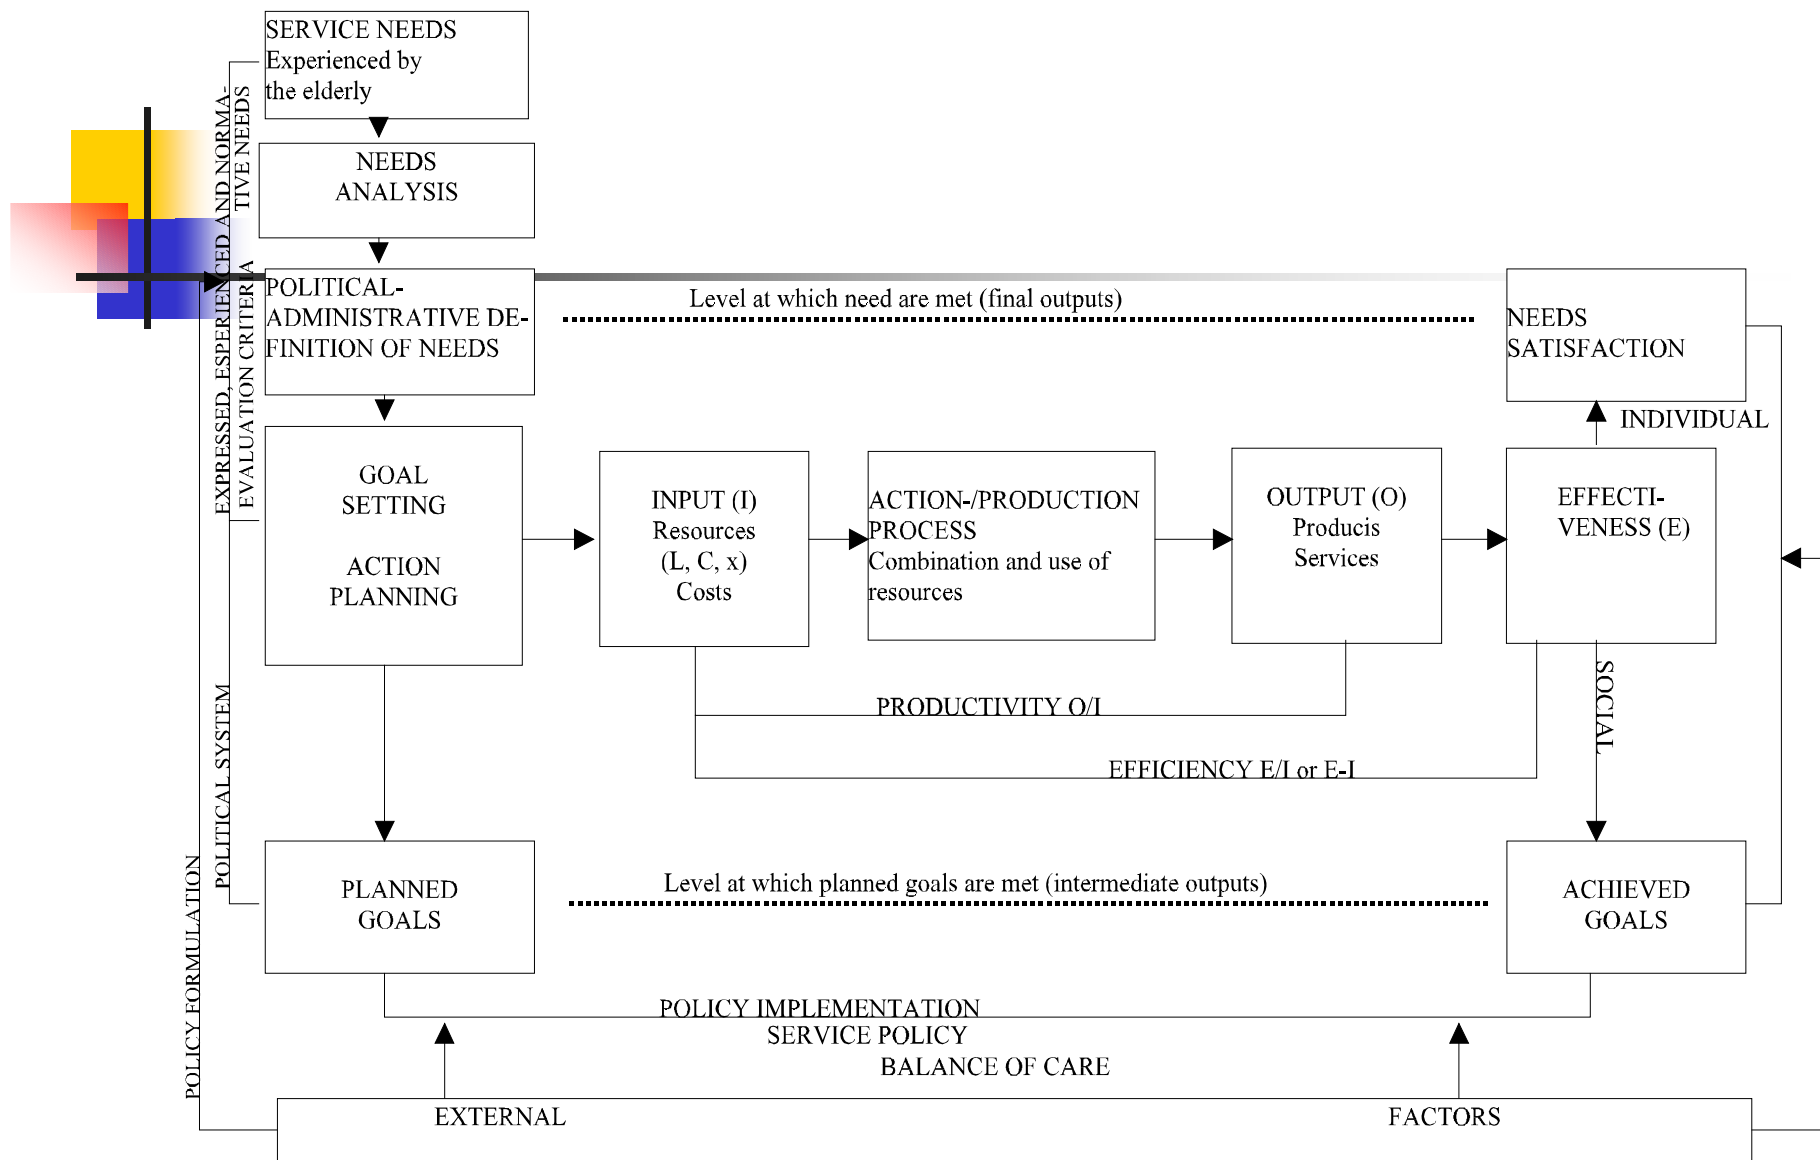 SERVICE NEEDS
Experienced by
the elderly
NEEDS
ANALYSIS
POLITICAL-
ADMINISTRATIVE DE-
FINITION OF NEEDS
Level at which need are met (final outputs)
NEEDS
SATISFACTION
INDIVIDUAL
GOAL
SETTING
ACTION
PLANNING
INPUT (I)
Resources
(L, C, x)
Costs
ACTION-/PRODUCTION
PROCESS
Combination and use of
resources
OUTPUT (O)
Producis
Services
EFFECTI-
VENESS (E)
SOCIAL
PRODUCTIVITY O/I
EFFICIENCY E/I or E-I
PLANNED
GOALS
Level at which planned goals are met (intermediate outputs)
ACHIEVED
GOALS
POLICY IMPLEMENTATION
SERVICE POLICY
BALANCE OF CARE
EXTERNAL FACTORS
EXPRESSED, ESPERIENCED AND NORMA-
TIVE NEEDS
EVALUATION CRITERIA
POLITICAL SYSTEM
POLICY FORMULATION